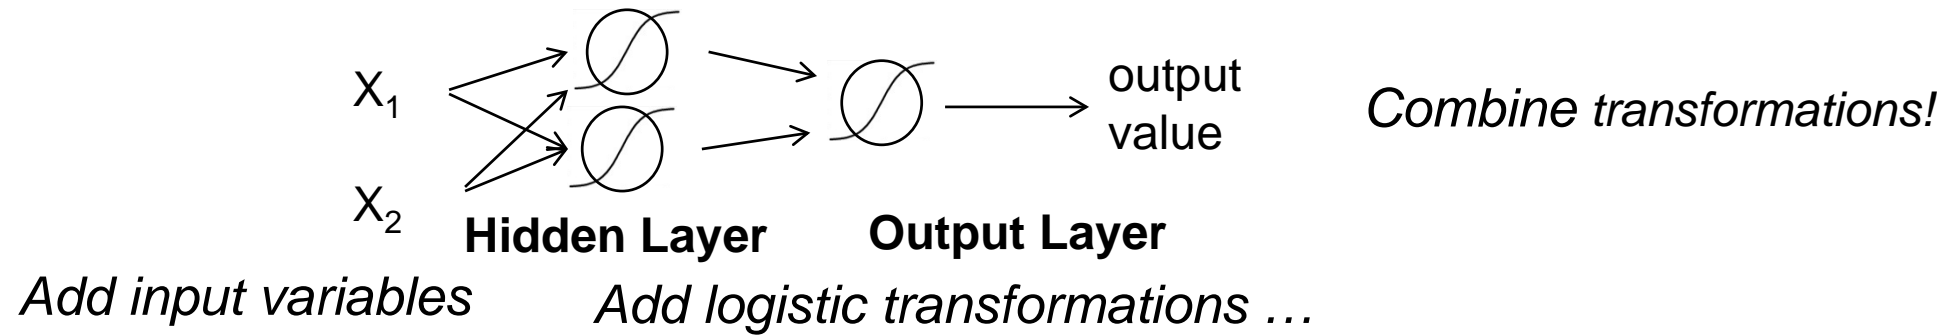 X₁
output
value
Combine transformations!
X₂
Hidden Layer
Output Layer
Add input variables
Add logistic transformations …